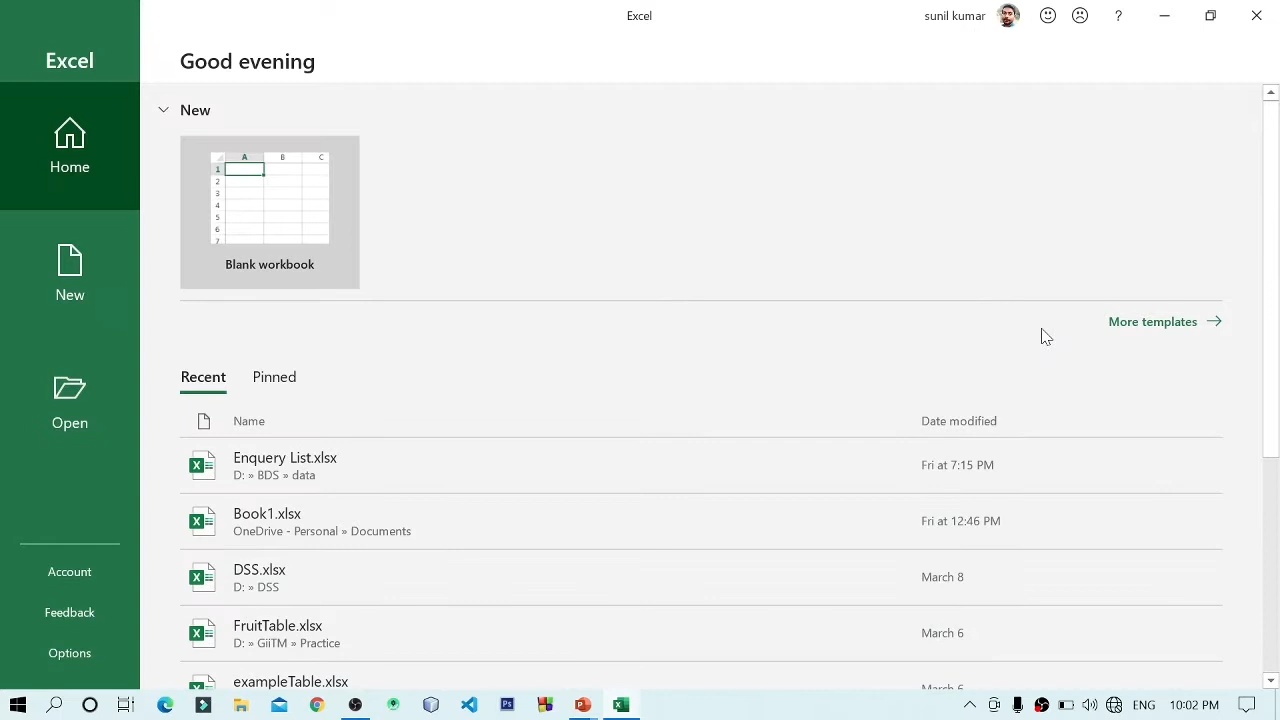 Excel
sunil kumar
?
Excel
Good evening
New
A B C
1
2
3
4
5
6
7
Blank workbook
Home
New
More templates
Recent Pinned
Open
Name Date modified
Enquery List.xlsx
D: » BDS » data
Fri at 7:15 PM
Book1.xlsx
OneDrive - Personal » Documents
Fri at 12:46 PM
DSS.xlsx
D: » DSS
March 8
FruitTable.xlsx
D: » GiiTM » Practice
March 6
exampleTable.xlsx
March 6
Account
Feedback
Options
ENG 10:02 PM